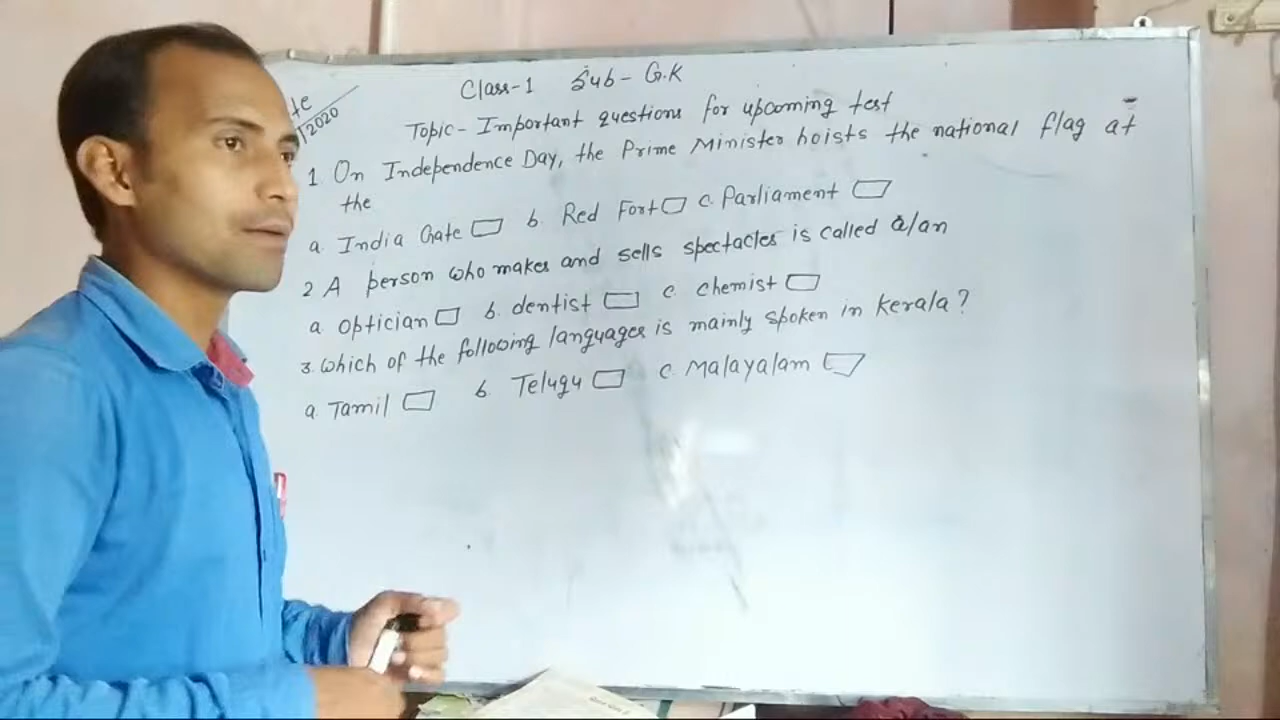 Class-1 Sub- G.K
te
/2020
Topic- Important questions for upcoming test
1. On Independence Day, the Prime Minister hoists the national flag at
the
a. India Gate b. Red Fort c. Parliament
2 A person who makes and sells spectacles is called a/an
a. optician b. dentist c. chemist
3. Which of the following languages is mainly spoken in Kerala?
a. Tamil b. Telugu c. Malayalam